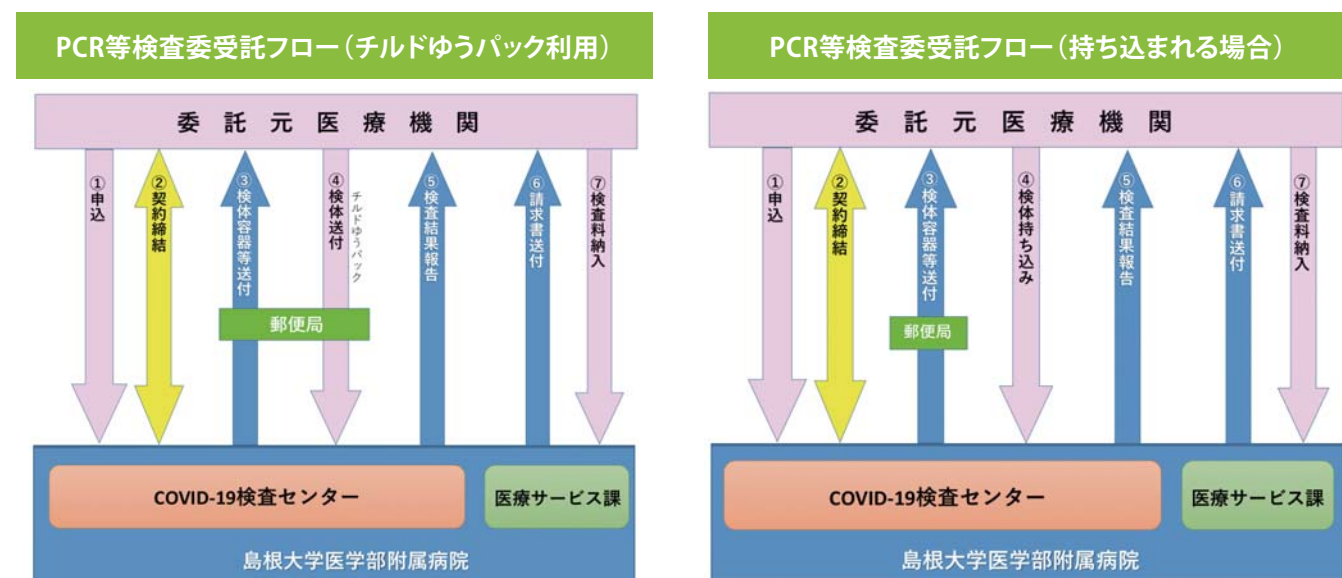 PCR等検査委受託フロー（チルドゆうパック利用）
委託元医療機関
①申込
②契約締結
③検体容器等送付
④検体送付
チルドゆうパック
⑤検査結果報告
⑥請求書送付
⑦検査料納入
郵便局
COVID-19検査センター
医療サービス課
島根大学医学部附属病院
PCR等検査委受託フロー（持ち込まれる場合）
委託元医療機関
①申込
②契約締結
③検体容器等送付
④検体持ち込み
⑤検査結果報告
⑥請求書送付
⑦検査料納入
郵便局
COVID-19検査センター
医療サービス課
島根大学医学部附属病院